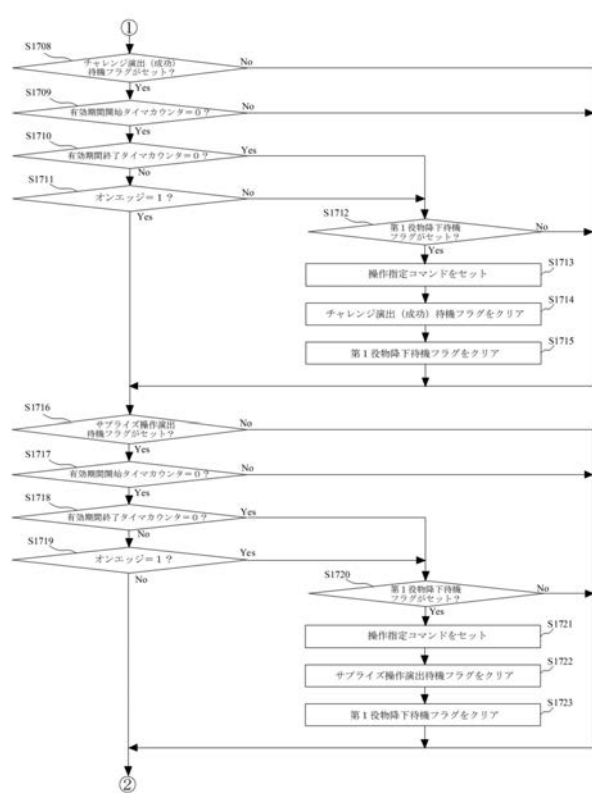 ①
S1708
チャレンジ演出（成功）
待機フラグがセット？
No
Yes
S1709
有効期間開始タイマカウンター＝0？
No
Yes
S1710
有効期間終了タイマカウンター＝0？
Yes
No
S1711
オンエッジ＝1？
No
Yes
S1712
第1役物降下待機
フラグがセット？
No
Yes
S1713
操作指定コマンドをセット
S1714
チャレンジ演出（成功）待機フラグをクリア
S1715
第1役物降下待機フラグをクリア
S1716
サプライズ操作演出
待機フラグがセット？
No
Yes
S1717
有効期間開始タイマカウンター＝0？
No
Yes
S1718
有効期間終了タイマカウンター＝0？
Yes
No
S1719
オンエッジ＝1？
Yes
No
S1720
第1役物降下待機
フラグがセット？
No
Yes
S1721
操作指定コマンドをセット
S1722
サプライズ操作演出待機フラグをクリア
S1723
第1役物降下待機フラグをクリア
②